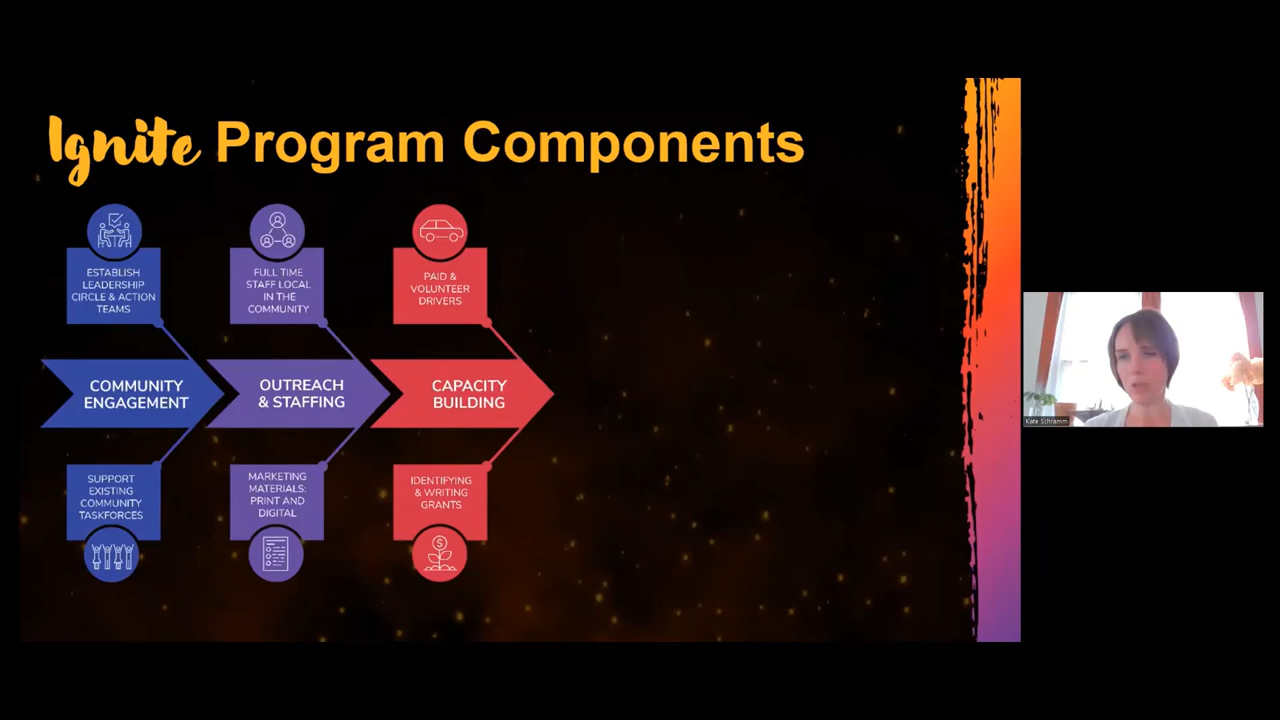 Ignite Program Components
ESTABLISH
LEADERSHIP
CIRCLE & ACTION
TEAMS
FULL TIME
STAFF LOCAL
IN THE
COMMUNITY
PAID &
VOLUNTEER
DRIVERS
COMMUNITY
ENGAGEMENT
OUTREACH
& STAFFING
CAPACITY
BUILDING
SUPPORT
EXISTING
COMMUNITY
TASKFORCES
MARKETING
MATERIALS:
PRINT AND
DIGITAL
IDENTIFYING
& WRITING
GRANTS
Kate Schramm